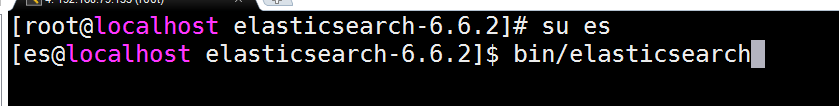 [root@localhost elasticsearch-6.6.2]# su es
[es@localhost elasticsearch-6.6.2]$ bin/elasticsearch